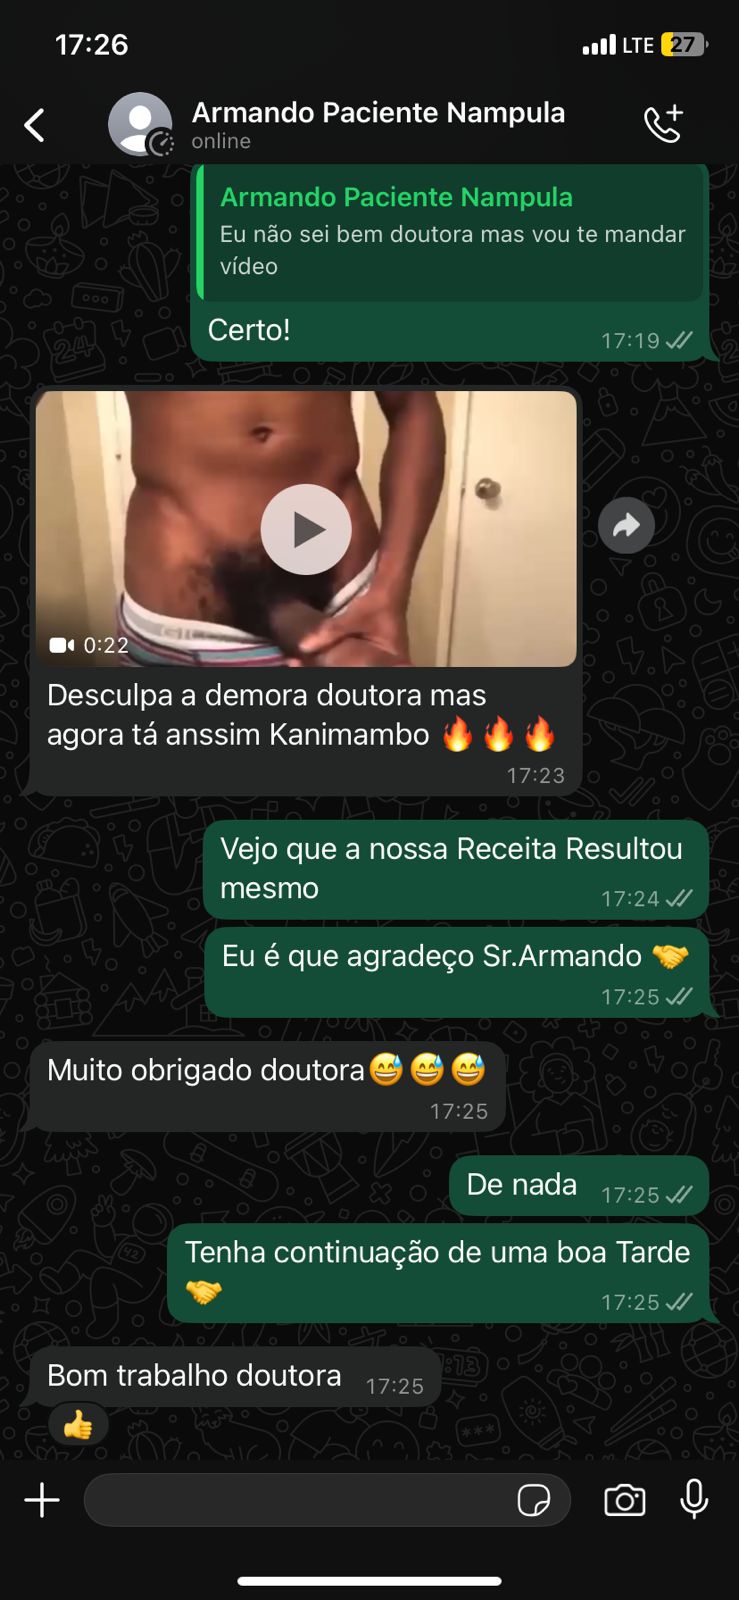 17:26
LTE 27
Armando Paciente Nampula
online
Armando Paciente Nampula
Eu não sei bem doutora mas vou te mandar
vídeo
Certo!
17:19
0:22
Desculpa a demora doutora mas
agora tá anssim Kanimambo 🔥🔥🔥
17:23
Vejo que a nossa Receita Resultou
mesmo
17:24
Eu é que agradeço Sr.Armando 🤝
17:25
Muito obrigado doutora😅😅😅
17:25
De nada
17:25
Tenha continuação de uma boa Tarde
🤝
17:25
Bom trabalho doutora
17:25
👍